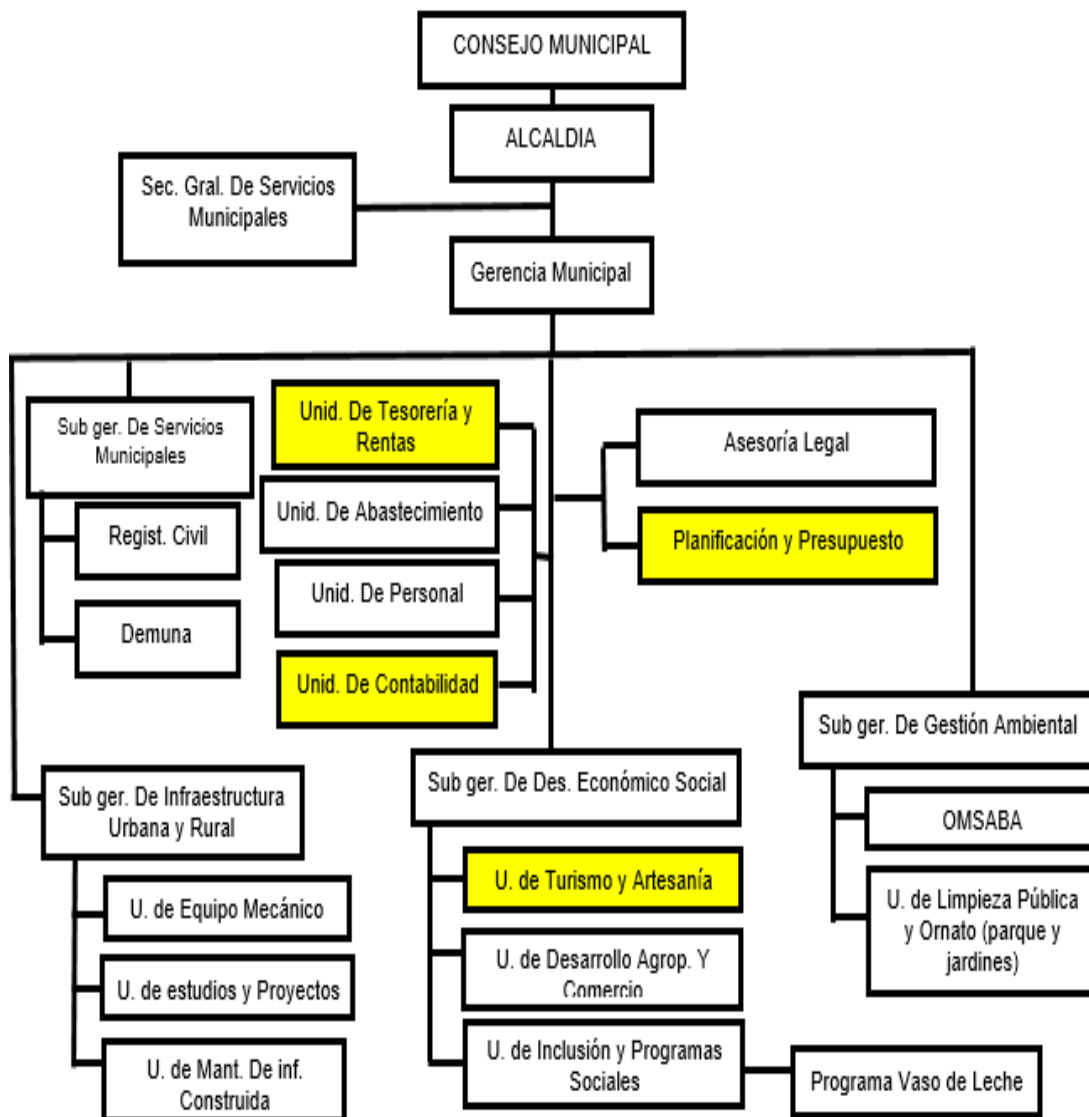 CONSEJO MUNICIPAL
ALCALDIA
Sec. Gral. De Servicios
Municipales
Gerencia Municipal
Sub ger. De Servicios
Municipales
Regist. Civil
Demuna
Unid. De Tesorería y
Rentas
Unid. De Abastecimiento
Unid. De Personal
Unid. De Contabilidad
Asesoría Legal
Planificación y Presupuesto
Sub ger. De Infraestructura
Urbana y Rural
U. de Equipo Mecánico
U. de estudios y Proyectos
U. de Mant. De inf.
Construida
Sub ger. De Des. Económico Social
U. de Turismo y Artesanía
U. de Desarrollo Agrop. Y
Comercio
U. de Inclusión y Programas
Sociales
Programa Vaso de Leche
Sub ger. De Gestión Ambiental
OMSABA
U. de Limpieza Pública
y Ornato (parque y
jardines)